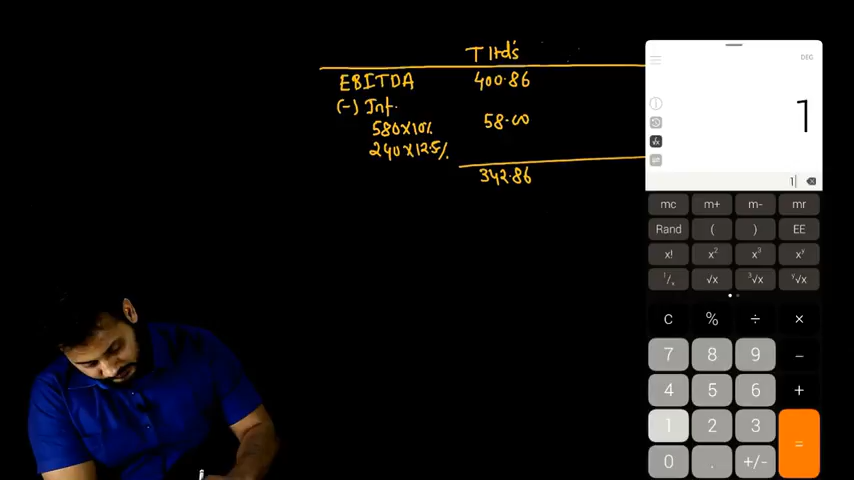 T ltd's
EBITDA 400.86
(-) Int.
580x10% 58.00
240x12.5%
342.86
DEG
1
1
mc m+ m- mr
Rand ( ) EE
x! x² x³ xʸ
¹/ₓ √x ³√x ʸ√x
C % ÷ ×
7 8 9 −
4 5 6 +
1 2 3 =
0 . +/-